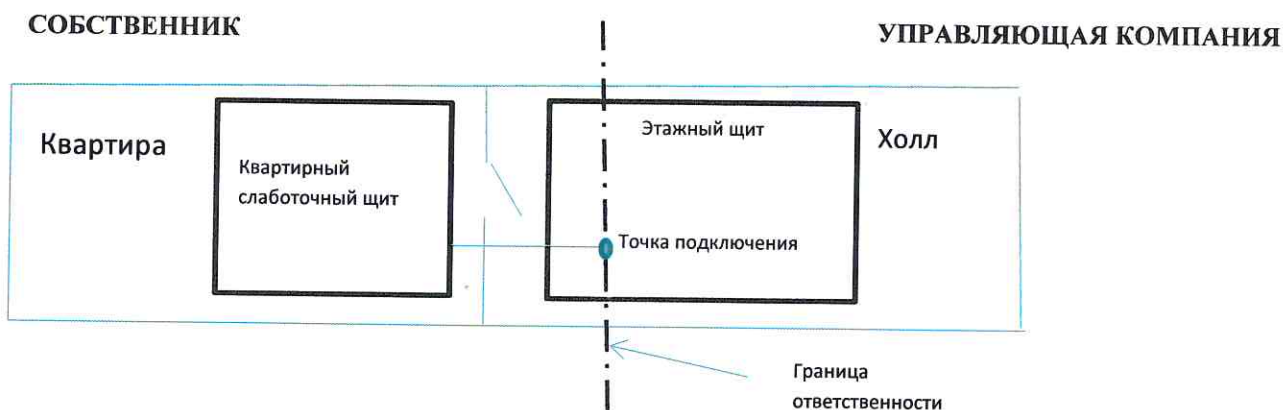 СОБСТВЕННИК
УПРАВЛЯЮЩАЯ КОМПАНИЯ
Квартира
Квартирный
слаботочный щит
Этажный щит
Холл
Точка подключения
Граница
ответственности